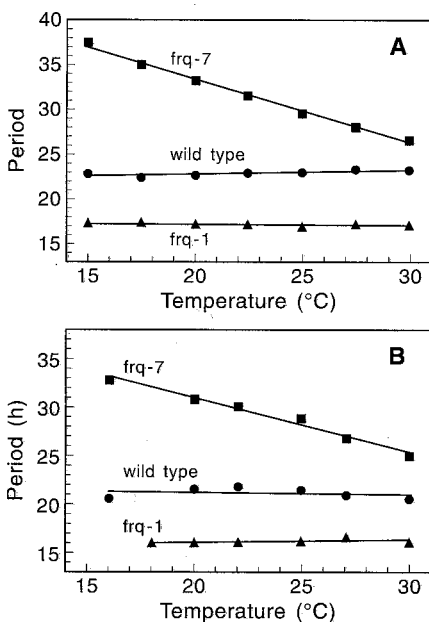 A
40
35
30
25
20
15
Period
frq-7
wild type
frq-1
15 20 25 30
Temperature (°C)
B
35
30
25
20
15
Period (h)
frq-7
wild type
frq-1
15 20 25 30
Temperature (°C)